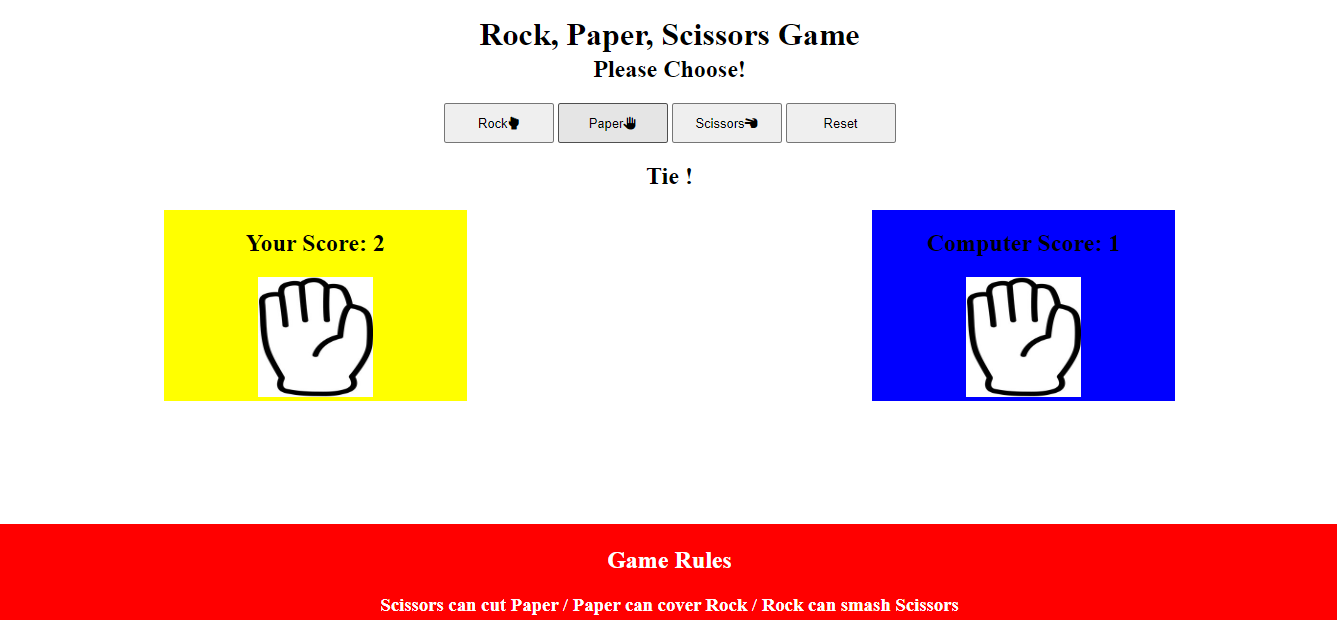 Rock, Paper, Scissors Game
Please Choose!
Rock Paper Scissors Reset
Tie !
Your Score: 2
Computer Score: 1
Game Rules
Scissors can cut Paper / Paper can cover Rock / Rock can smash Scissors